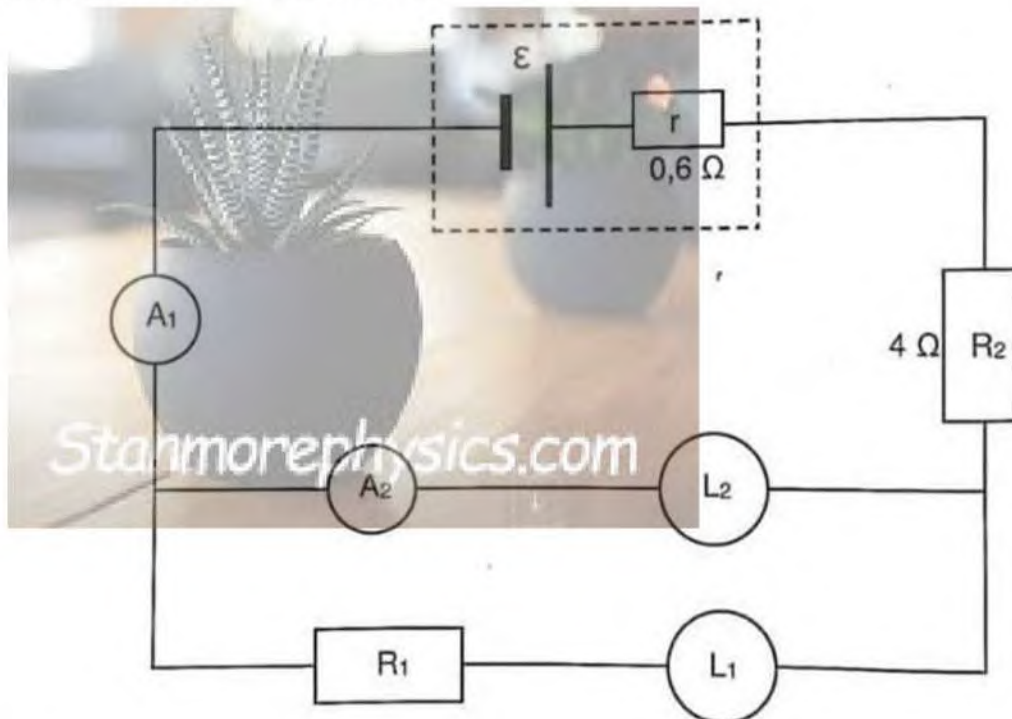 ε
r
0,6 Ω
A1
4 Ω
R2
Stanmorephysics.com
A2
L2
R1
L1